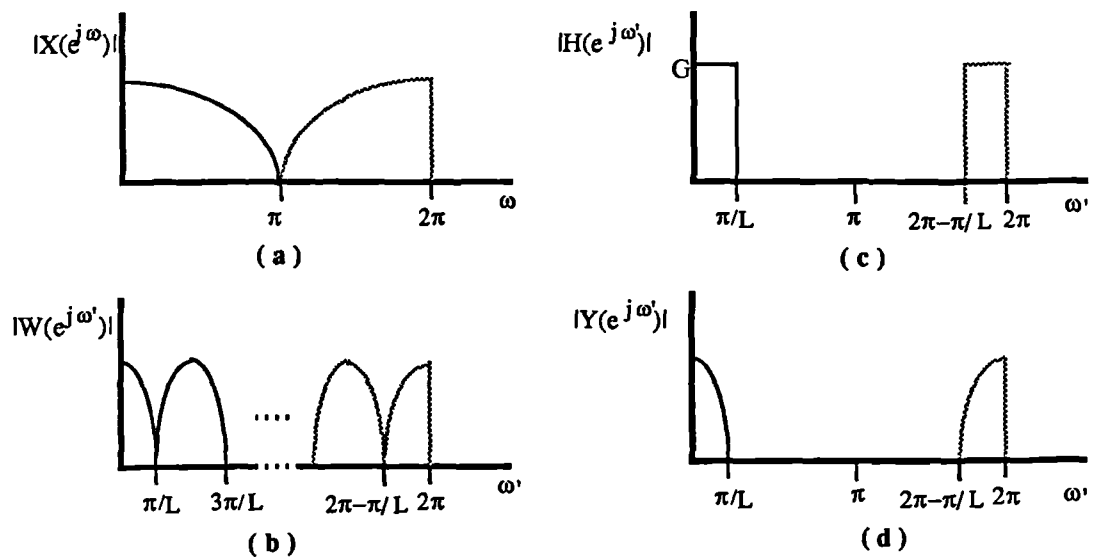 |X(e^{jω})|
π
2π
ω
(a)
|W(e^{jω'})|
....
....
π/L
3π/L
2π−π/L
2π
ω'
(b)
|H(e^{jω'})|
G
π/L
π
2π−π/L
2π
ω'
(c)
|Y(e^{jω'})|
π/L
π
2π−π/L
2π
ω'
(d)